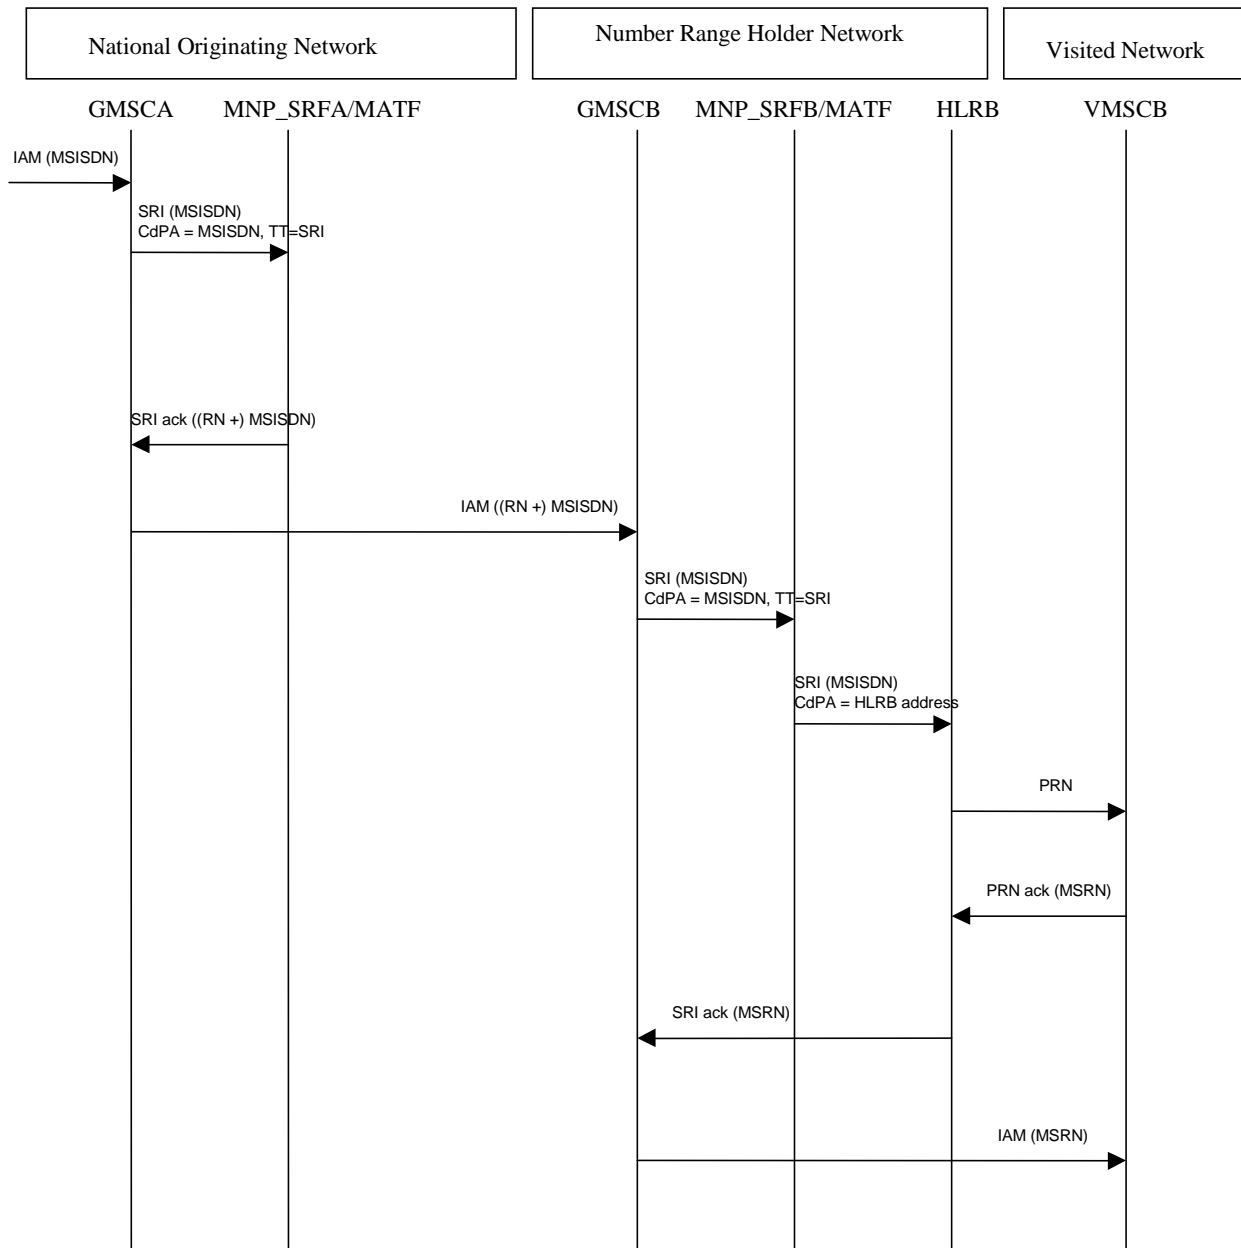 National Originating Network
Number Range Holder Network
Visited Network
GMSCA
MNP_SRFA/MATF
GMSCB
MNP_SRFB/MATF
HLRB
VMSCB
IAM (MSISDN)
SRI (MSISDN)
CdPA = MSISDN, TT=SRI
SRI ack ((RN +) MSISDN)
IAM ((RN +) MSISDN)
SRI (MSISDN)
CdPA = MSISDN, TT=SRI
SRI (MSISDN)
CdPA = HLRB address
PRN
PRN ack (MSRN)
SRI ack (MSRN)
IAM (MSRN)